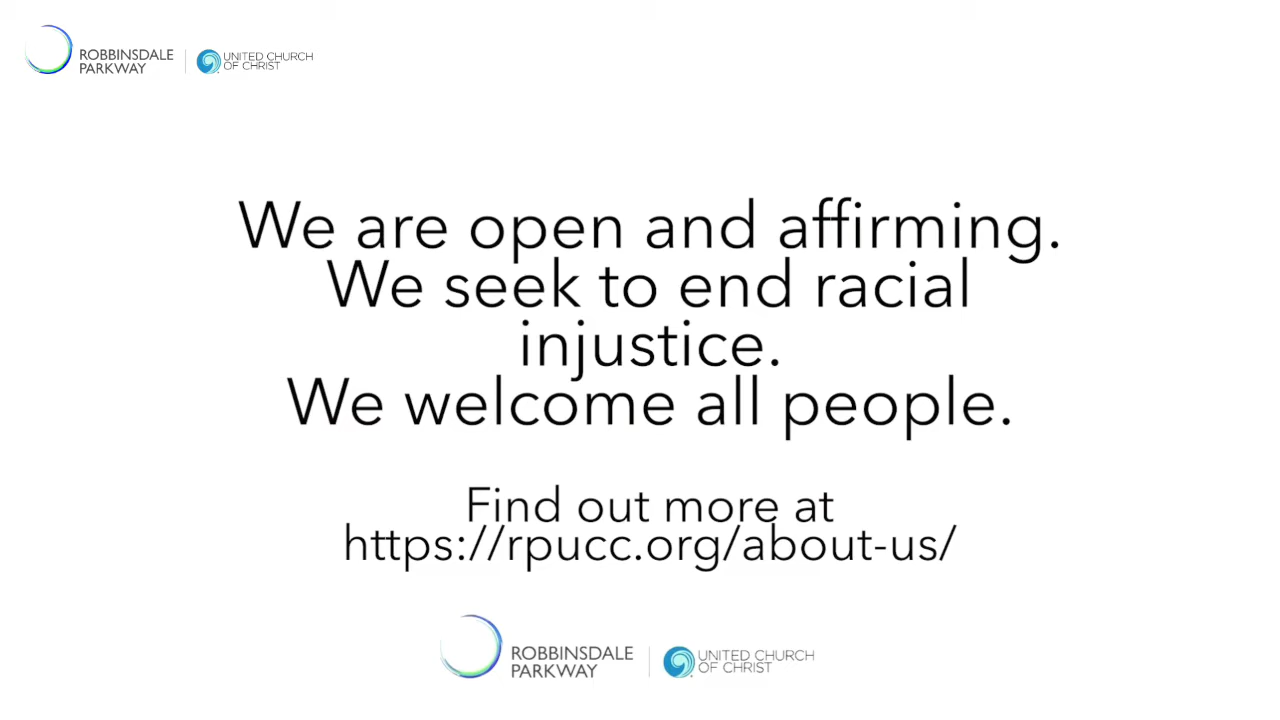 ROBBINSDALE
PARKWAY
UNITED CHURCH
OF CHRIST
We are open and affirming.
We seek to end racial
injustice.
We welcome all people.
Find out more at
https://rpucc.org/about-us/
ROBBINSDALE
PARKWAY
UNITED CHURCH
OF CHRIST